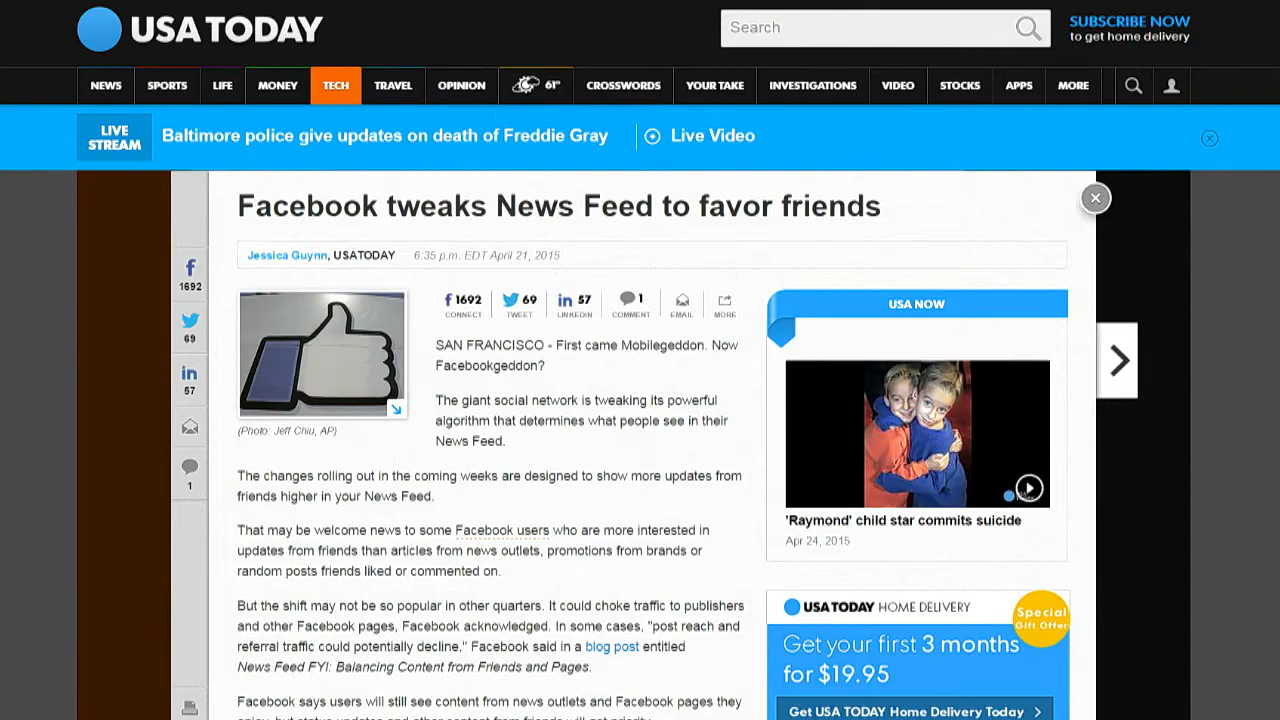 USA TODAY
Search
SUBSCRIBE NOW
to get home delivery
NEWS SPORTS LIFE MONEY TECH TRAVEL OPINION 61° CROSSWORDS YOUR TAKE INVESTIGATIONS VIDEO STOCKS APPS MORE
LIVE STREAM
Baltimore police give updates on death of Freddie Gray
Live Video
Facebook tweaks News Feed to favor friends
Jessica Guynn, USATODAY 6:35 p.m. EDT April 21, 2015
1692
69
57
1
(Photo: Jeff Chiu, AP)
1692 69 57 1
CONNECT TWEET LINKEDIN COMMENT EMAIL MORE
SAN FRANCISCO - First came Mobilegeddon. Now
Facebookgeddon?
The giant social network is tweaking its powerful
algorithm that determines what people see in their
News Feed.
The changes rolling out in the coming weeks are designed to show more updates from
friends higher in your News Feed.
That may be welcome news to some Facebook users who are more interested in
updates from friends than articles from news outlets, promotions from brands or
random posts friends liked or commented on.
But the shift may not be so popular in other quarters. It could choke traffic to publishers
and other Facebook pages, Facebook acknowledged. In some cases, "post reach and
referral traffic could potentially decline," Facebook said in a blog post entitled
News Feed FYI: Balancing Content from Friends and Pages.
Facebook says users will still see content from news outlets and Facebook pages they
USA NOW
'Raymond' child star commits suicide
Apr 24, 2015
USA TODAY HOME DELIVERY
Special
Gift Offer
Get your first 3 months
for $19.95
Get USA TODAY Home Delivery Today